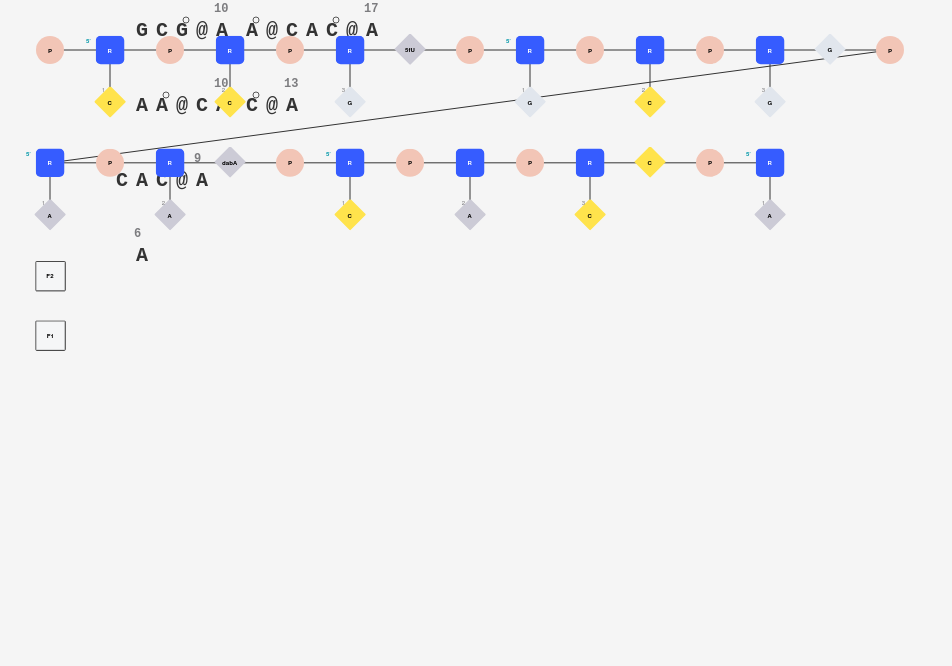 10 17
G C G @ A A @ C A C @ A
P 5' R P R P R 5fU P 5' R P R P R G P
10 13
1 C 2 C 3 G 1 G 2 C 3 G
A A @ C A C @ A
5' R P R dabA P 5' R P R P R C P 5' R
9
C A C @ A
1 A 2 A 1 C 2 A 3 C 1 A
6
A
F2
F1